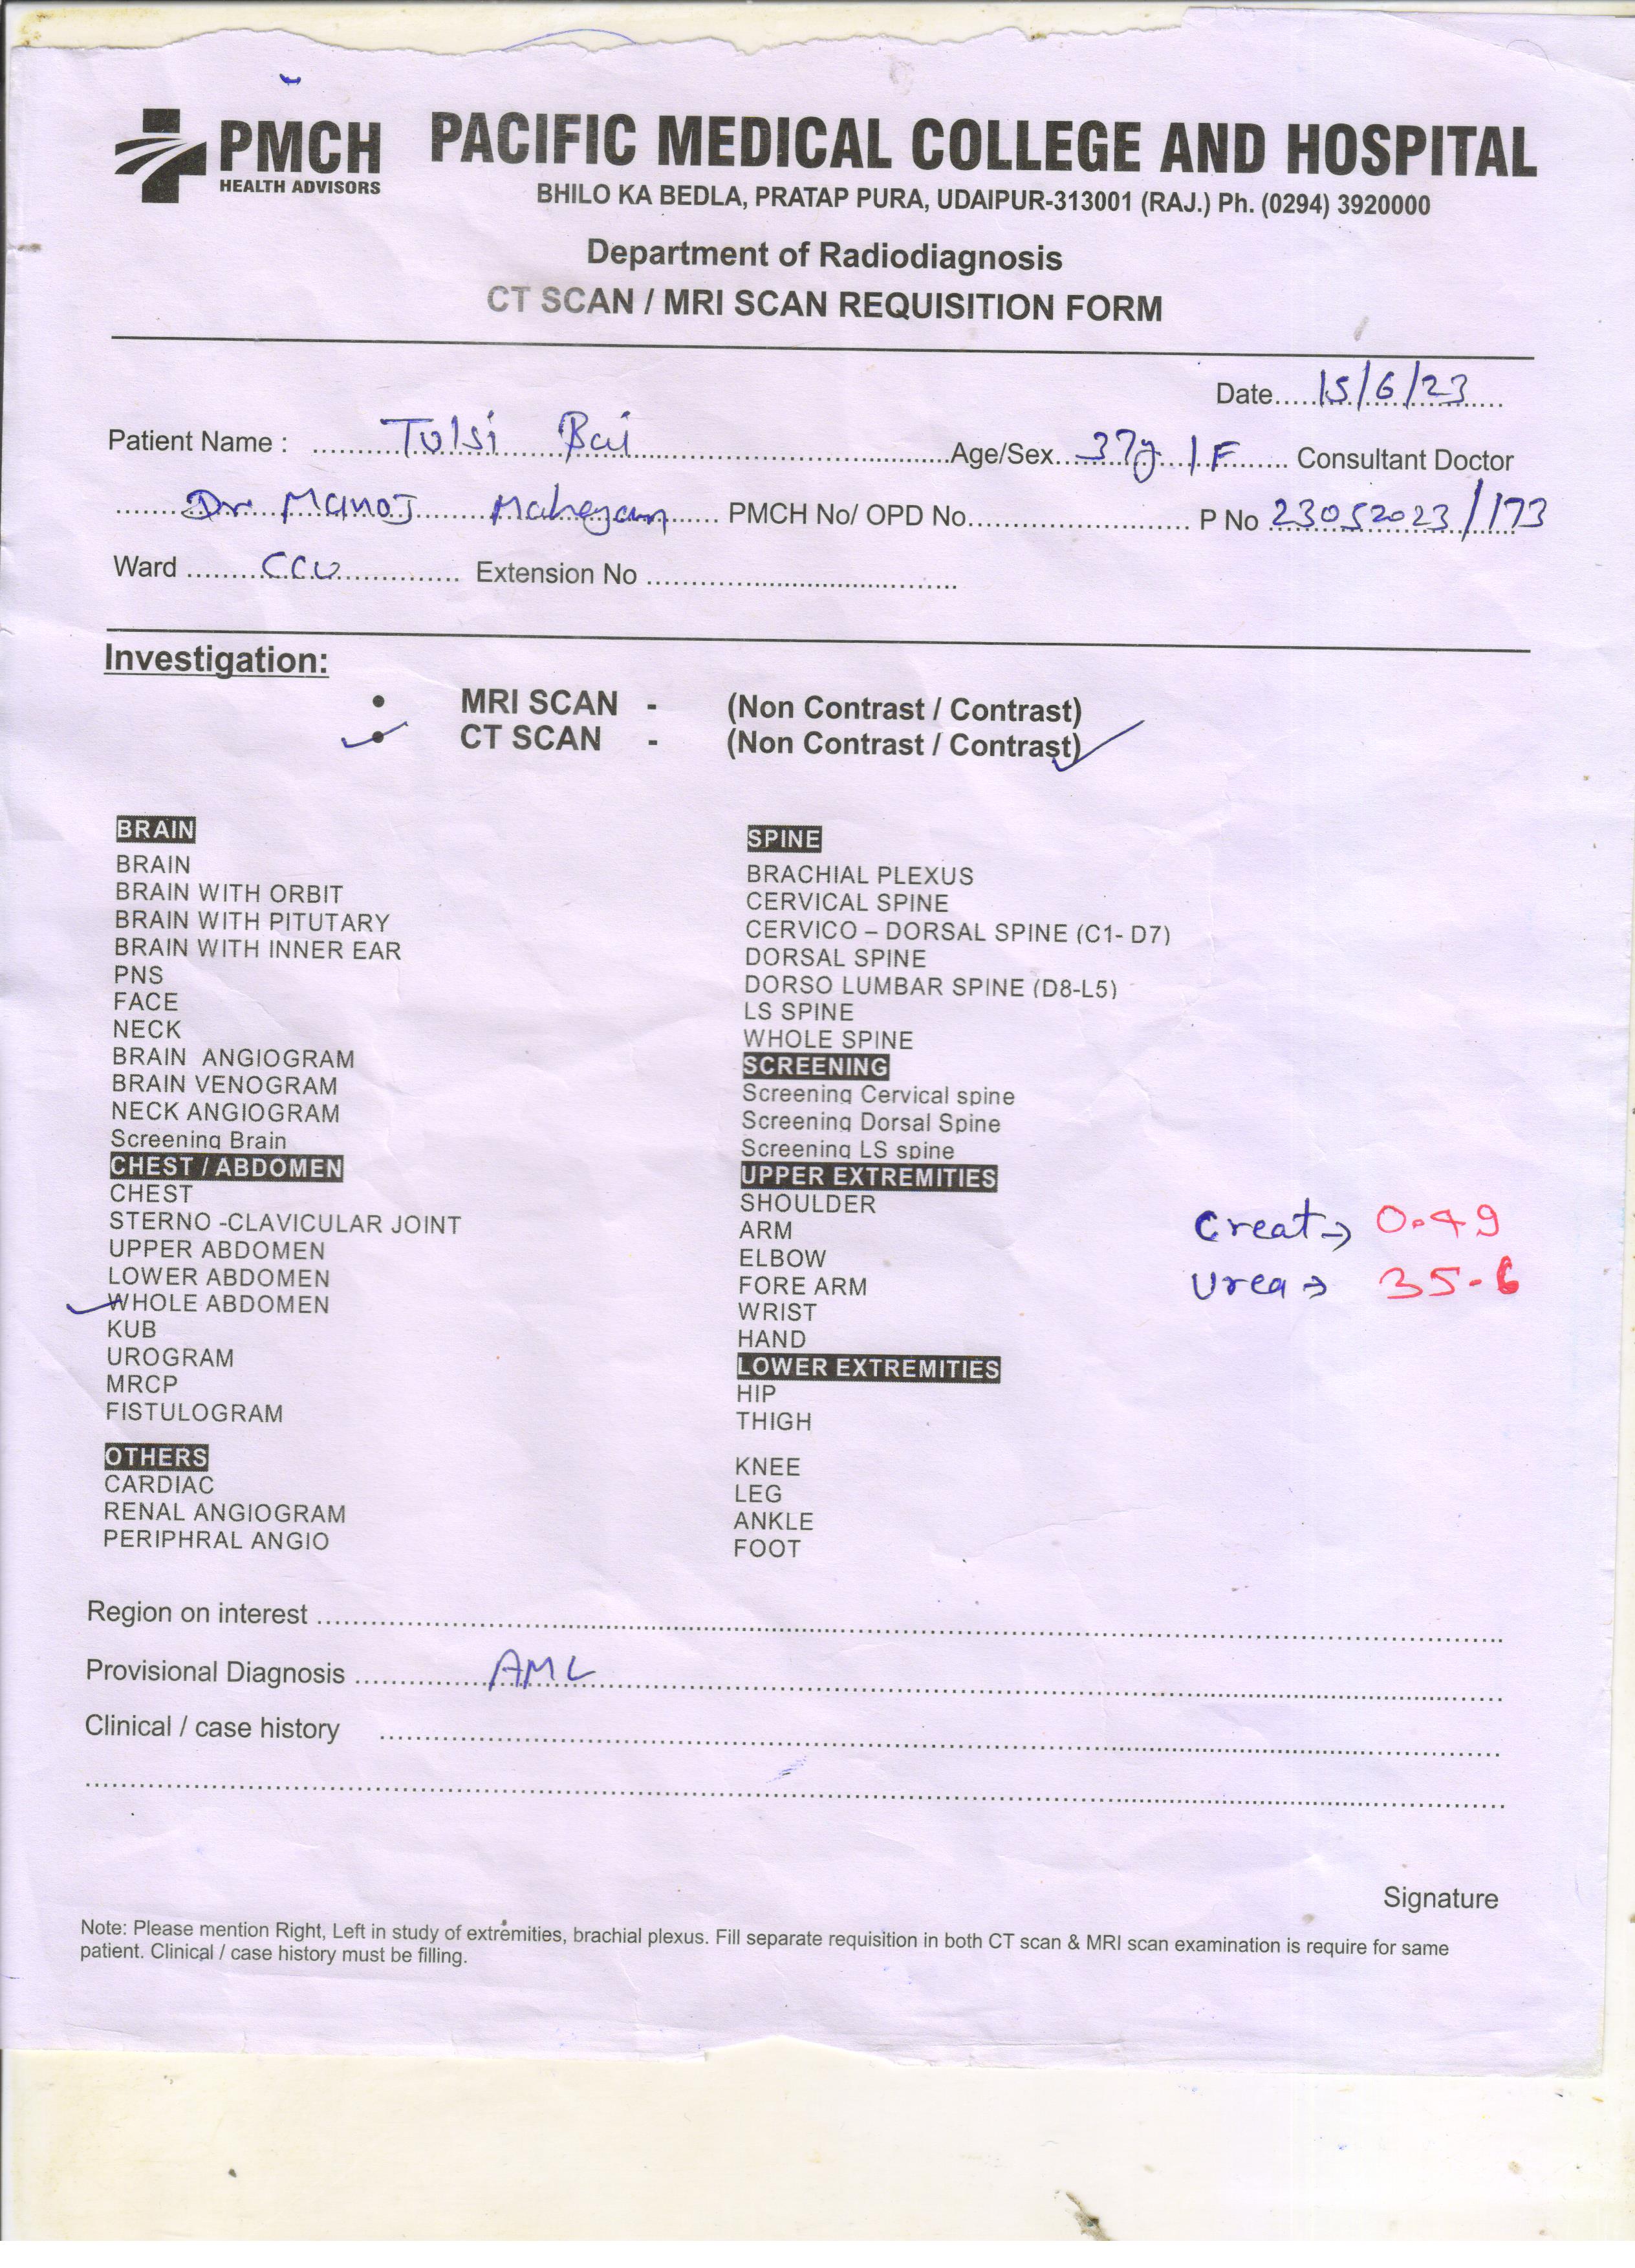 PMCH
HEALTH ADVISORS
PACIFIC MEDICAL COLLEGE AND HOSPITAL
BHILO KA BEDLA, PRATAP PURA, UDAIPUR-313001 (RAJ.) Ph. (0294) 3920000
Department of Radiodiagnosis
CT SCAN / MRI SCAN REQUISITION FORM
Date 15/6/23
Patient Name : Tulsi Bai Age/Sex 37y / F Consultant Doctor
Dr Manoj PMCH No/ OPD No. P No 23052023/173
Ward CCU Extension No
Investigation:
• MRI SCAN - (Non Contrast / Contrast)
• CT SCAN - (Non Contrast / Contrast)
BRAIN
BRAIN
BRAIN WITH ORBIT
BRAIN WITH PITUTARY
BRAIN WITH INNER EAR
PNS
FACE
NECK
BRAIN ANGIOGRAM
BRAIN VENOGRAM
NECK ANGIOGRAM
Screening Brain
CHEST / ABDOMEN
CHEST
STERNO -CLAVICULAR JOINT
UPPER ABDOMEN
LOWER ABDOMEN
WHOLE ABDOMEN
KUB
UROGRAM
MRCP
FISTULOGRAM
OTHERS
CARDIAC
RENAL ANGIOGRAM
PERIPHRAL ANGIO
SPINE
BRACHIAL PLEXUS
CERVICAL SPINE
CERVICO – DORSAL SPINE (C1- D7)
DORSAL SPINE
DORSO LUMBAR SPINE (D8-L5)
LS SPINE
WHOLE SPINE
SCREENING
Screening Cervical spine
Screening Dorsal Spine
Screening LS spine
UPPER EXTREMITIES
SHOULDER
ARM
ELBOW
FORE ARM
WRIST
HAND
LOWER EXTREMITIES
HIP
THIGH
KNEE
LEG
ANKLE
FOOT
Creat → 0.49
Urea → 35.6
Region on interest
Provisional Diagnosis AML
Clinical / case history
Signature
Note: Please mention Right, Left in study of extremities, brachial plexus. Fill separate requisition in both CT scan & MRI scan examination is require for same
patient. Clinical / case history must be filling.